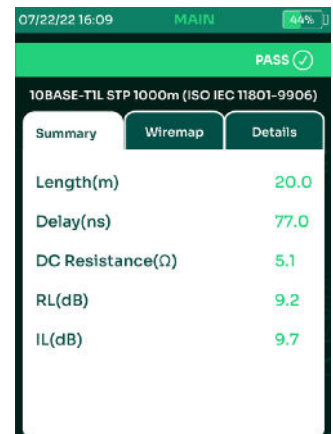 07/22/22 16:09 MAIN 44%
PASS
10BASE-T1L STP 1000m (ISO IEC 11801-9906)
Summary Wiremap Details
Length(m) 20.0
Delay(ns) 77.0
DC Resistance(Ω) 5.1
RL(dB) 9.2
IL(dB) 9.7